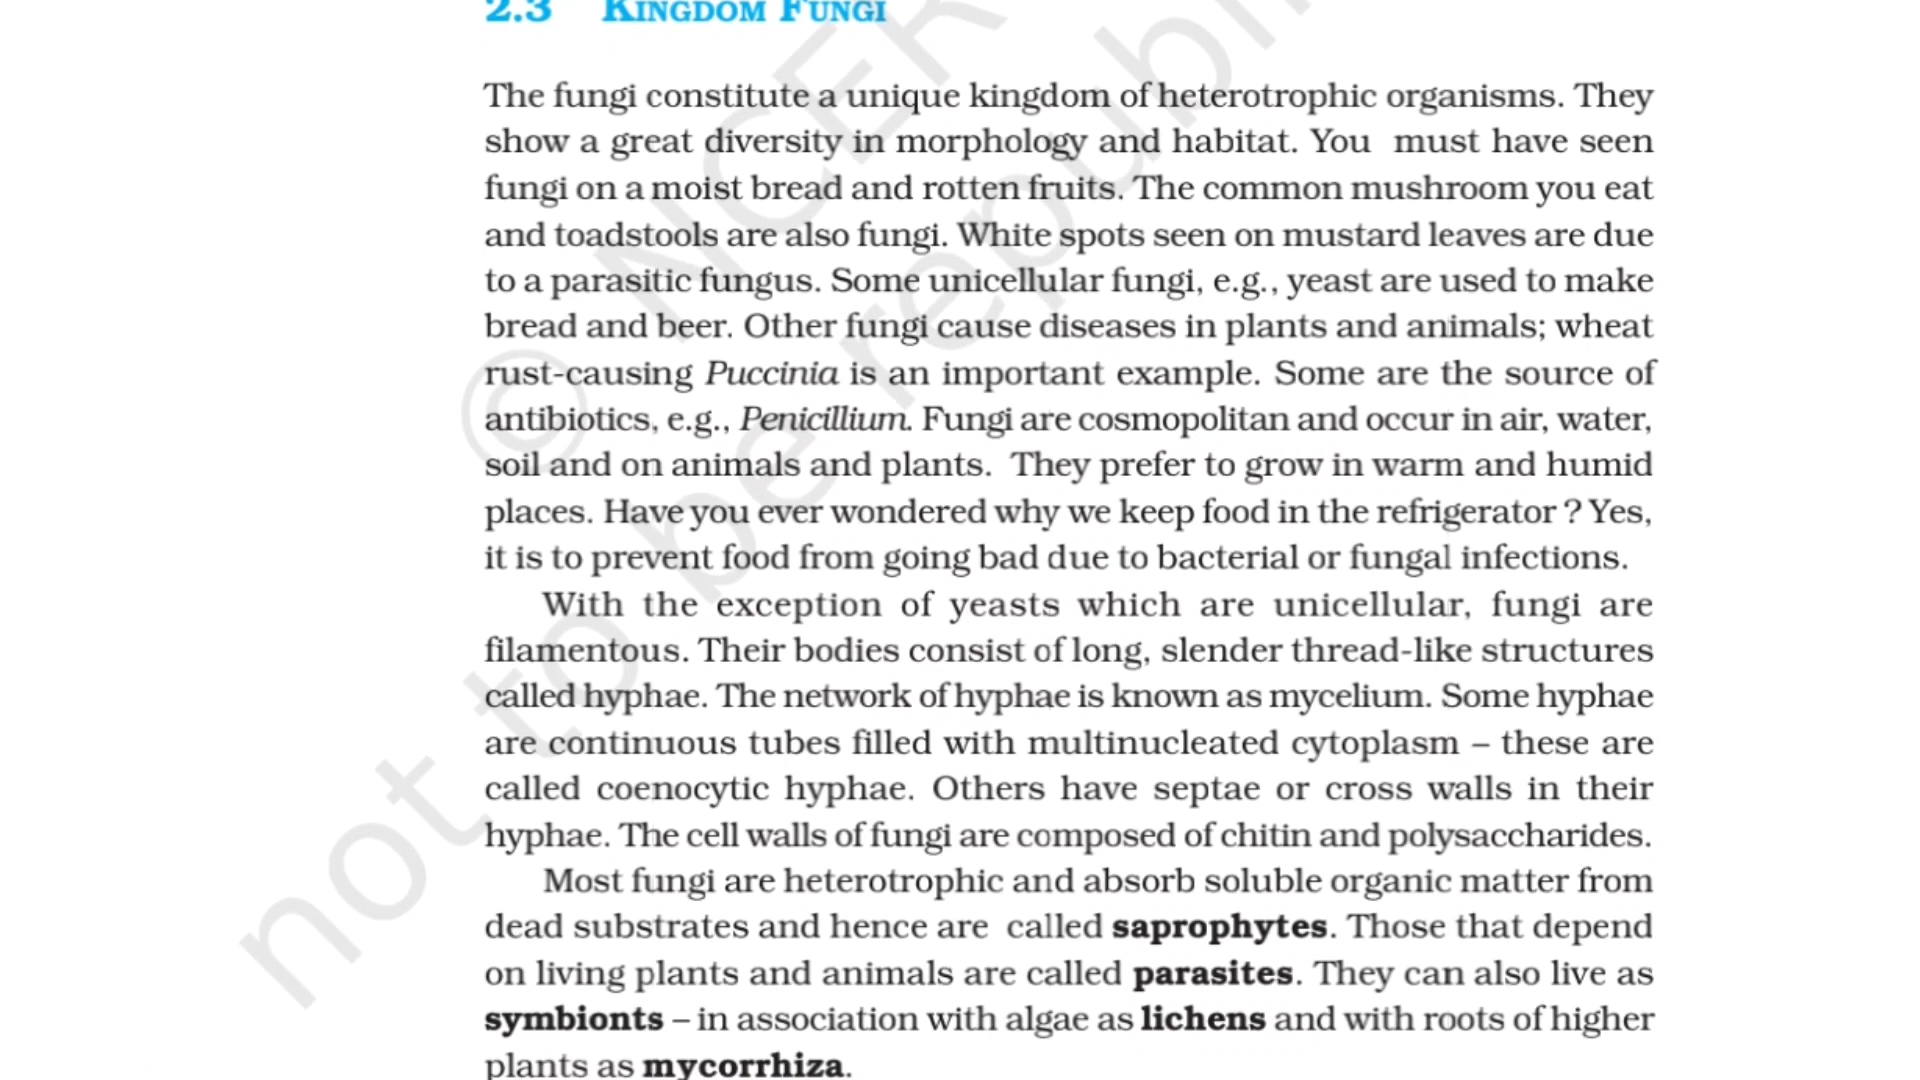 2.3 KINGDOM FUNGI
The fungi constitute a unique kingdom of heterotrophic organisms. They
show a great diversity in morphology and habitat. You must have seen
fungi on a moist bread and rotten fruits. The common mushroom you eat
and toadstools are also fungi. White spots seen on mustard leaves are due
to a parasitic fungus. Some unicellular fungi, e.g., yeast are used to make
bread and beer. Other fungi cause diseases in plants and animals; wheat
rust-causing Puccinia is an important example. Some are the source of
antibiotics, e.g., Penicillium. Fungi are cosmopolitan and occur in air, water,
soil and on animals and plants. They prefer to grow in warm and humid
places. Have you ever wondered why we keep food in the refrigerator ? Yes,
it is to prevent food from going bad due to bacterial or fungal infections.
With the exception of yeasts which are unicellular, fungi are
filamentous. Their bodies consist of long, slender thread-like structures
called hyphae. The network of hyphae is known as mycelium. Some hyphae
are continuous tubes filled with multinucleated cytoplasm – these are
called coenocytic hyphae. Others have septae or cross walls in their
hyphae. The cell walls of fungi are composed of chitin and polysaccharides.
Most fungi are heterotrophic and absorb soluble organic matter from
dead substrates and hence are called saprophytes. Those that depend
on living plants and animals are called parasites. They can also live as
symbionts – in association with algae as lichens and with roots of higher
plants as mycorrhiza.
© NCER
not to be republi